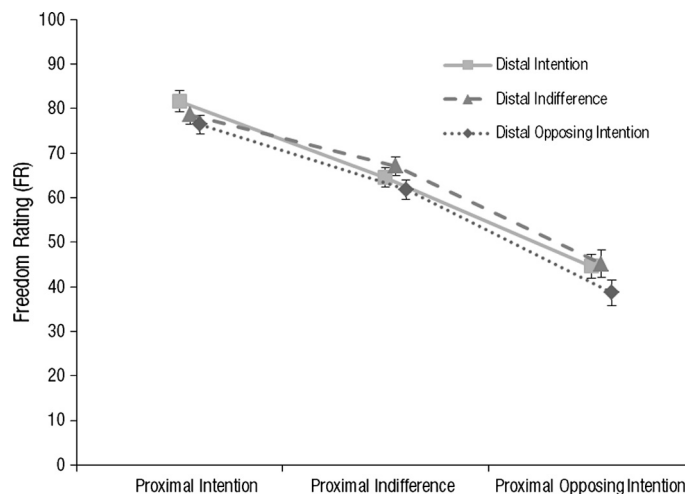 100
90
80
70
60
50
40
30
20
10
0
Freedom Rating (FR)
Distal Intention
Distal Indifference
Distal Opposing Intention
Proximal Intention
Proximal Indifference
Proximal Opposing Intention